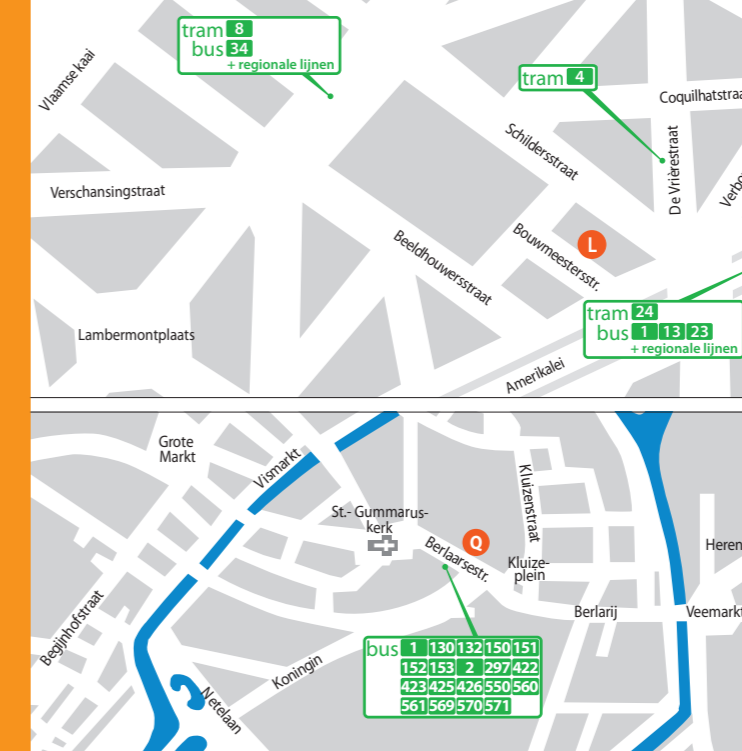 tram 8
bus 34
+ regionale lijnen
Vlaamse kaai
tram 4
Coquilhatstraa
Schildersstraat
De Vrièrestraat
Verbo
Verschansingstraat
L
Bouwmeestersstr.
Beeldhouwersstraat
tram 24
bus 1 13 23
+ regionale lijnen
Lambermontplaats
Amerikalei
Grote
Markt
Vismarkt
Kluizenstraat
St.- Gummarus-
kerk
Q
Berlaarsestr.
Kluize-
plein
Heren
Begijnhofstraat
Berlarij
Veemarkt
Koningin
Netelaan
bus 1 130 132 150 151
152 153 2 297 422
423 425 426 550 560
561 569 570 571